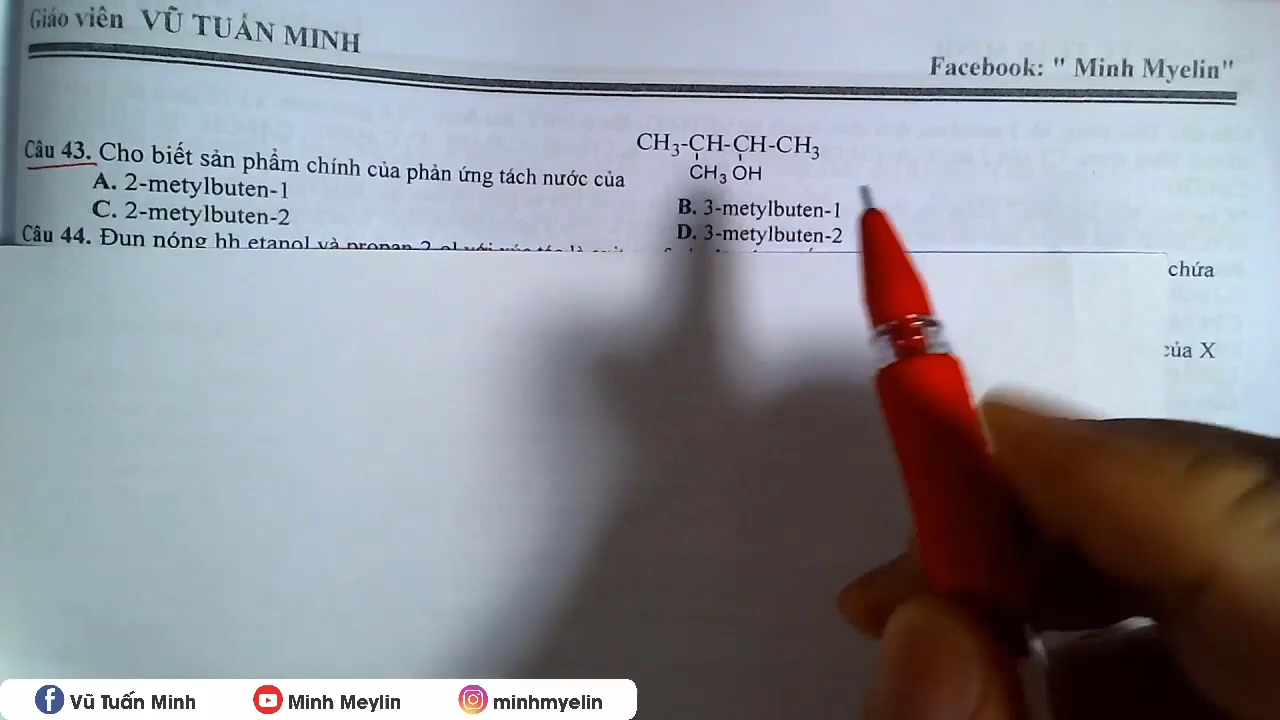 Giáo viên VŨ TUẤN MINH
Facebook: " Minh Myelin"
Câu 43. Cho biết sản phẩm chính của phản ứng tách nước của CH3-CH-CH-CH3
CH3 OH
A. 2-metylbuten-1
B. 3-metylbuten-1
C. 2-metylbuten-2
D. 3-metylbuten-2
Câu 44. Đun nóng hh etanol và propan
chứa
của X
Vũ Tuấn Minh
Minh Meylin
minhmyelin